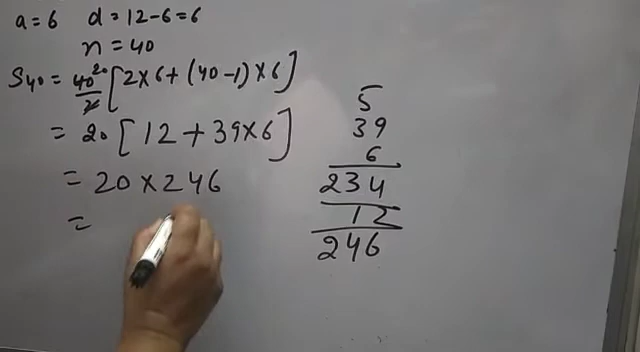 a = 6 d = 12 - 6 = 6
n = 40
S40 = 40/2 20 [2 × 6 + (40 - 1) × 6]
= 20 [12 + 39 × 6]
= 20 × 246
=
5
39
6
234
12
246